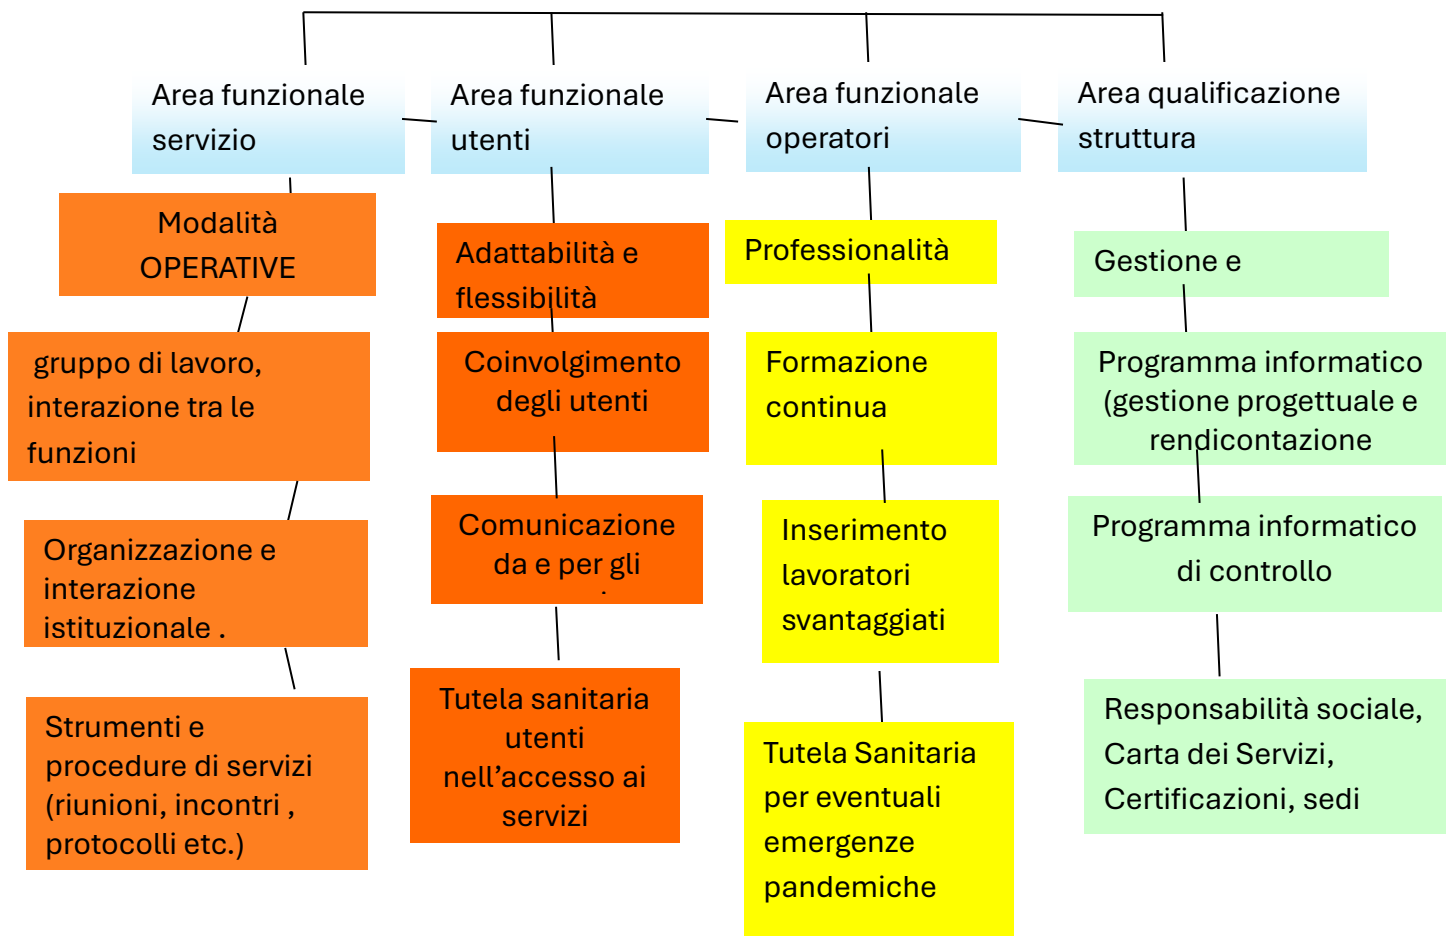 Area funzionale
servizio
Area funzionale
utenti
Area funzionale
operatori
Area qualificazione
struttura
Modalità
OPERATIVE
gruppo di lavoro,
interazione tra le
funzioni
Organizzazione e
interazione
istituzionale .
Strumenti e
procedure di servizi
(riunioni, incontri ,
protocolli etc.)
Adattabilità e
flessibilità
Coinvolgimento
degli utenti
Comunicazione
da e per gli
Tutela sanitaria
utenti
nell’accesso ai
servizi
Professionalità
Formazione
continua
Inserimento
lavoratori
svantaggiati
Tutela Sanitaria
per eventuali
emergenze
pandemiche
Gestione e
Programma informatico
(gestione progettuale e
rendicontazione
Programma informatico
di controllo
Responsabilità sociale,
Carta dei Servizi,
Certificazioni, sedi